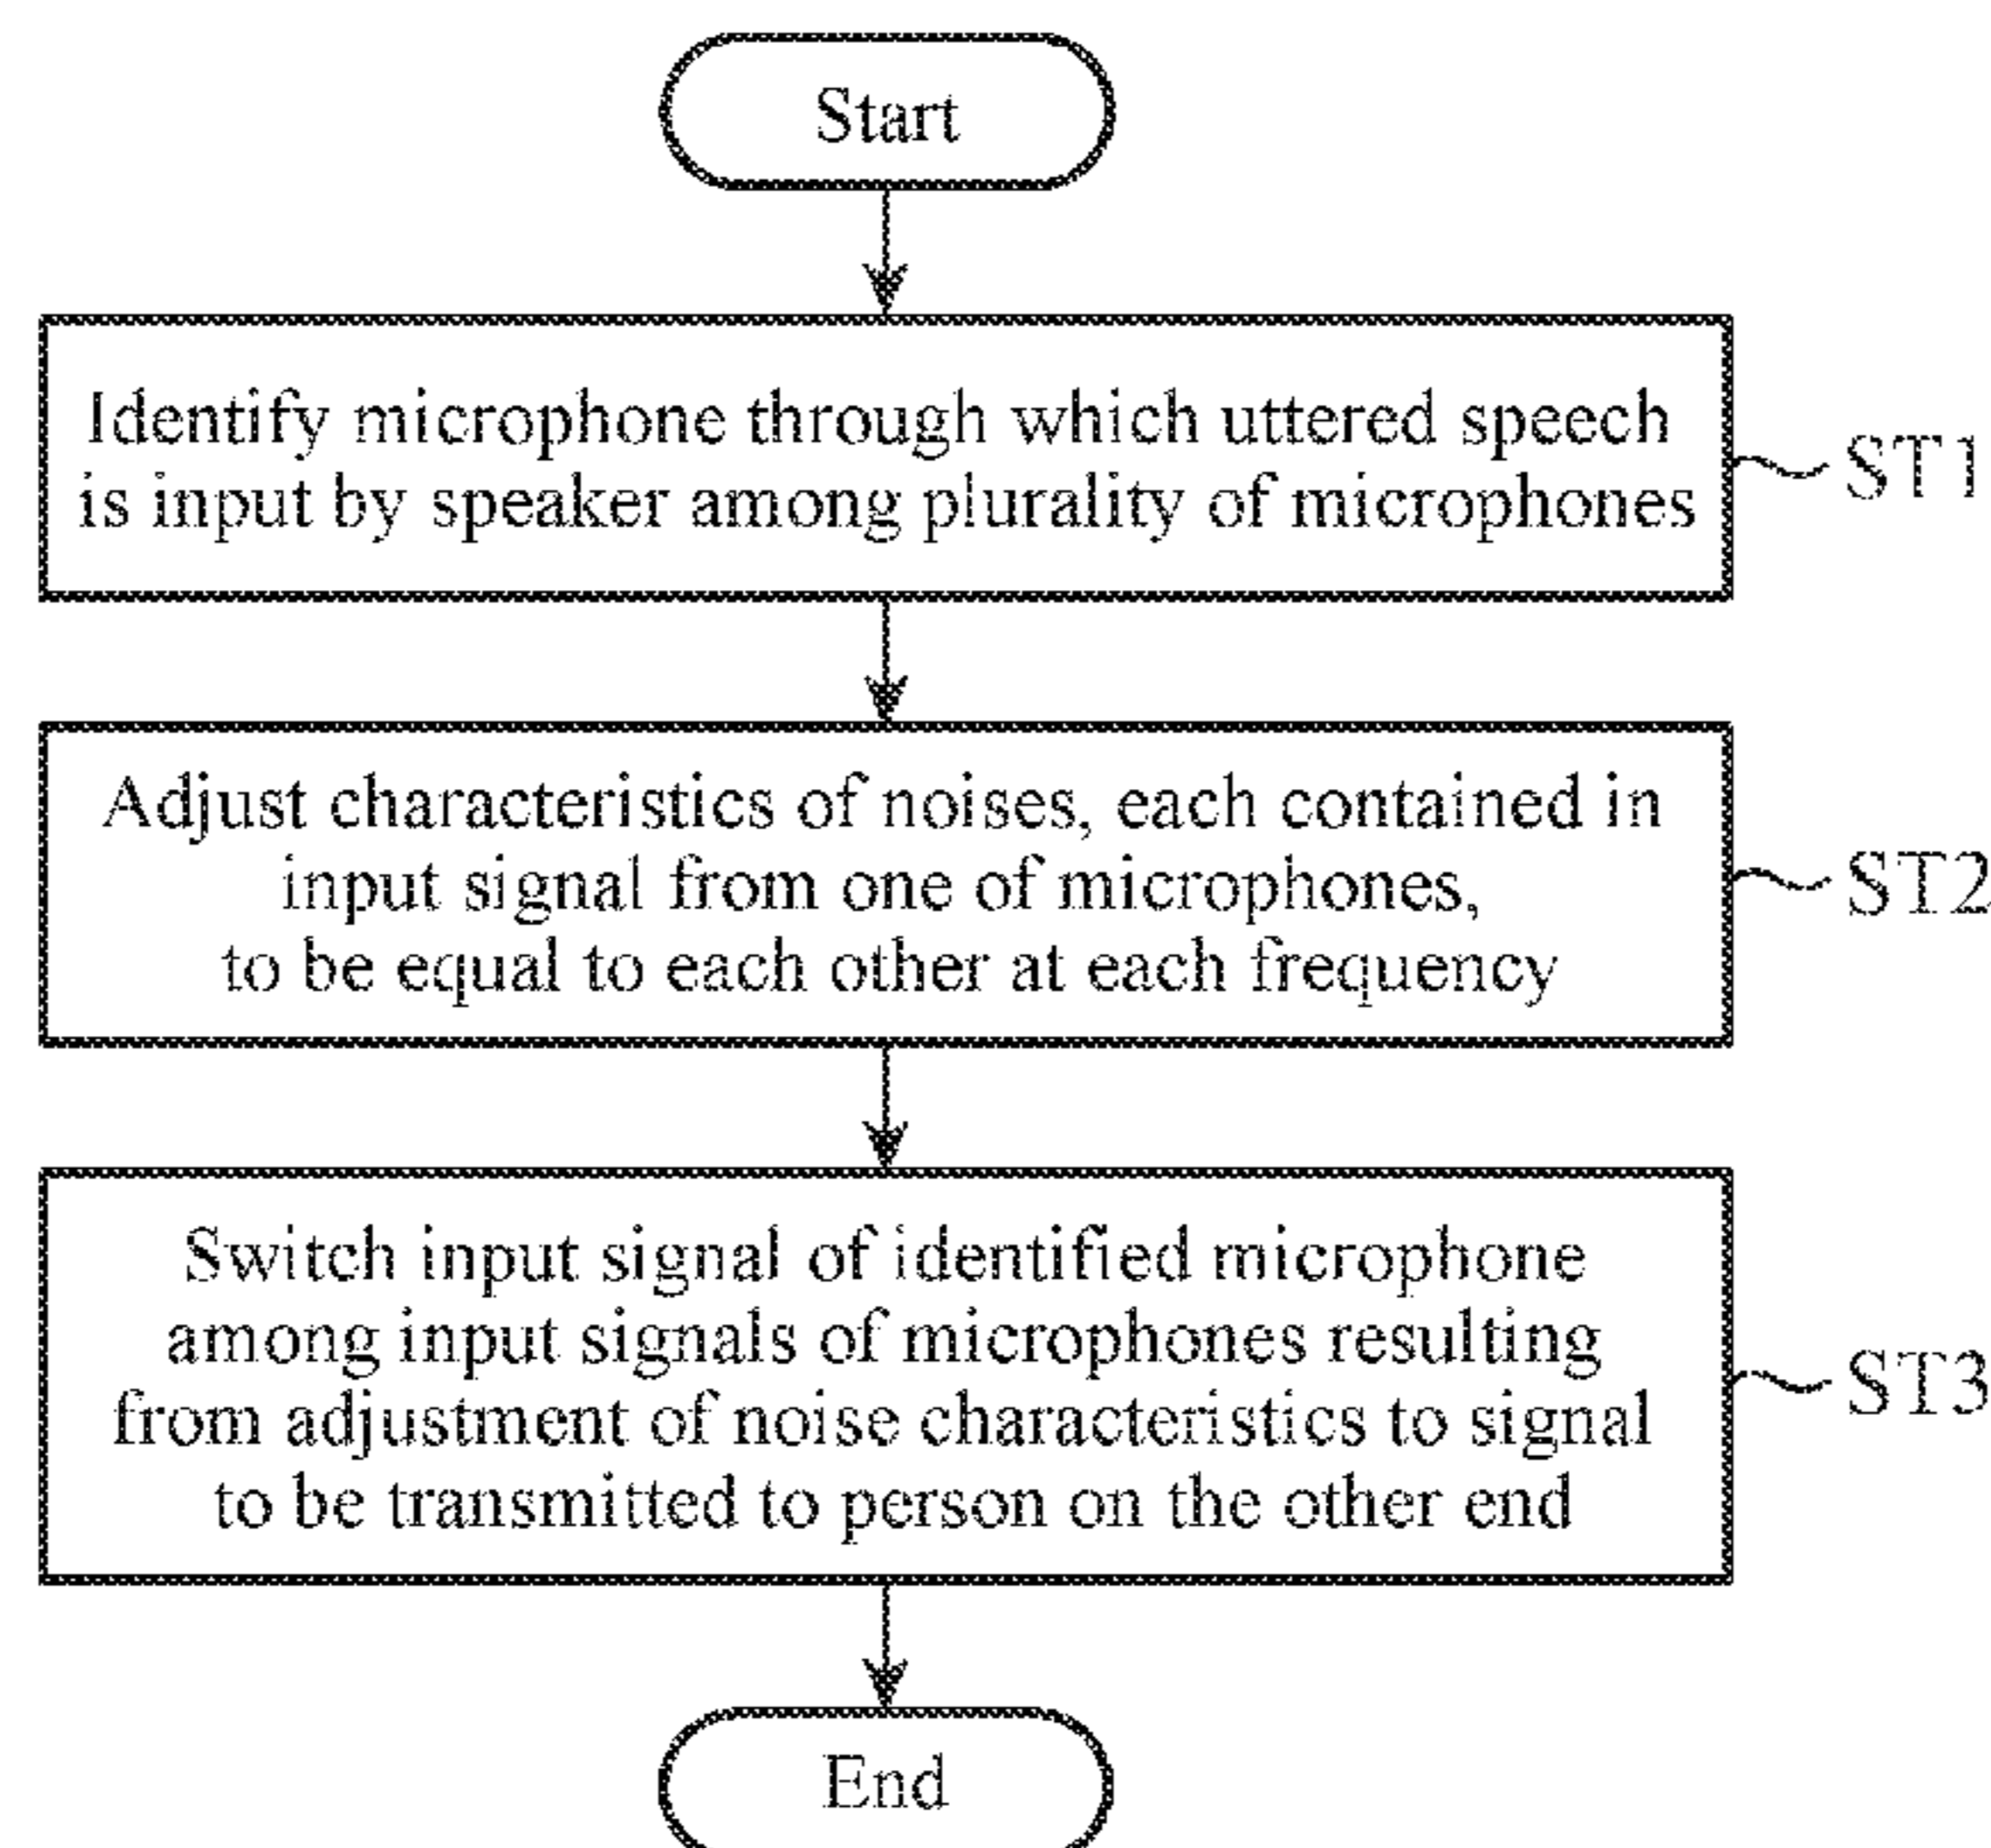 Start
Identify microphone through which uttered speech
is input by speaker among plurality of microphones
ST1
Adjust characteristics of noises, each contained in
input signal from one of microphones,
to be equal to each other at each frequency
ST2
Switch input signal of identified microphone
among input signals of microphones resulting
from adjustment of noise characteristics to signal
to be transmitted to person on the other end
ST3
End